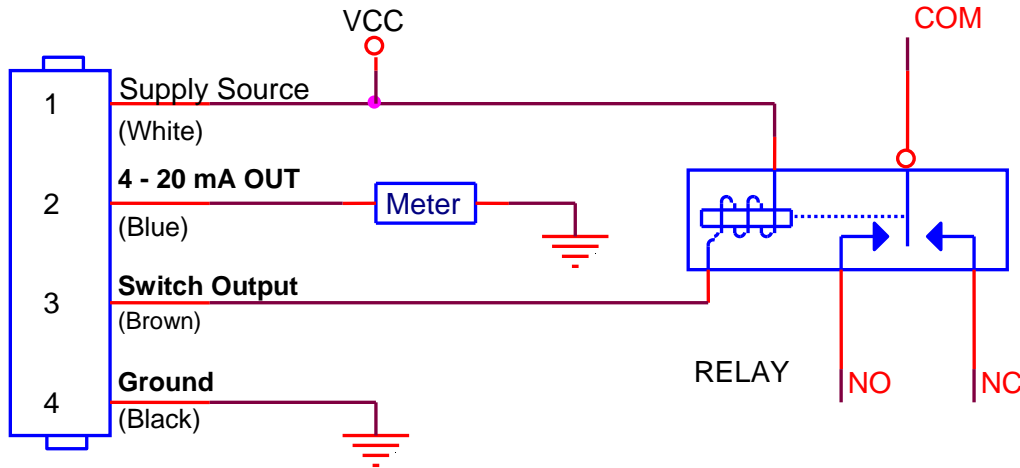 VCC
COM
1
Supply Source
(White)
4 - 20 mA OUT
2
Meter
(Blue)
Switch Output
3
(Brown)
RELAY
NO
NC
Ground
4
(Black)